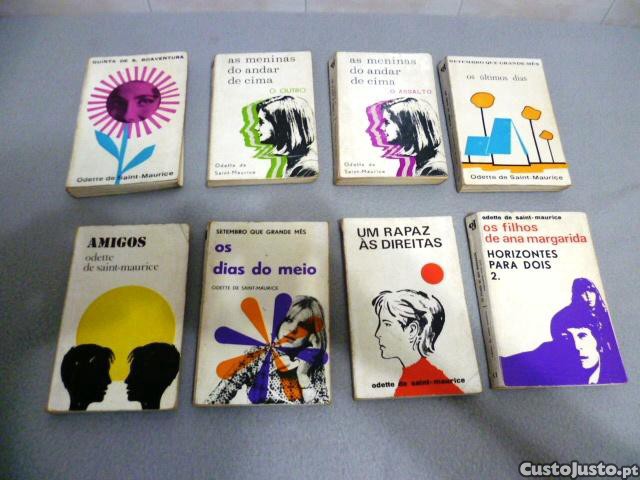 QUINTA DE S. BOAVENTURA
Odette de Saint-Maurice
as meninas
do andar
de cima
O OUTRO
Odette de
Saint-Maurice
as meninas
do andar
de cima
O ASSALTO
Odette de
Saint-Maurice
SETEMBRO QUE GRANDE MÊS
os últimos dias
Odette de Saint-Maurice
AMIGOS
odette
de saint-maurice
SETEMBRO QUE GRANDE MÊS
os
dias do meio
ODETTE DE SAINT-MAURICE
UM RAPAZ
ÀS DIREITAS
odette de saint-maurice
odette de saint-maurice
os filhos
de ana margarida
HORIZONTES
PARA DOIS
2.
CustoJusto.pt